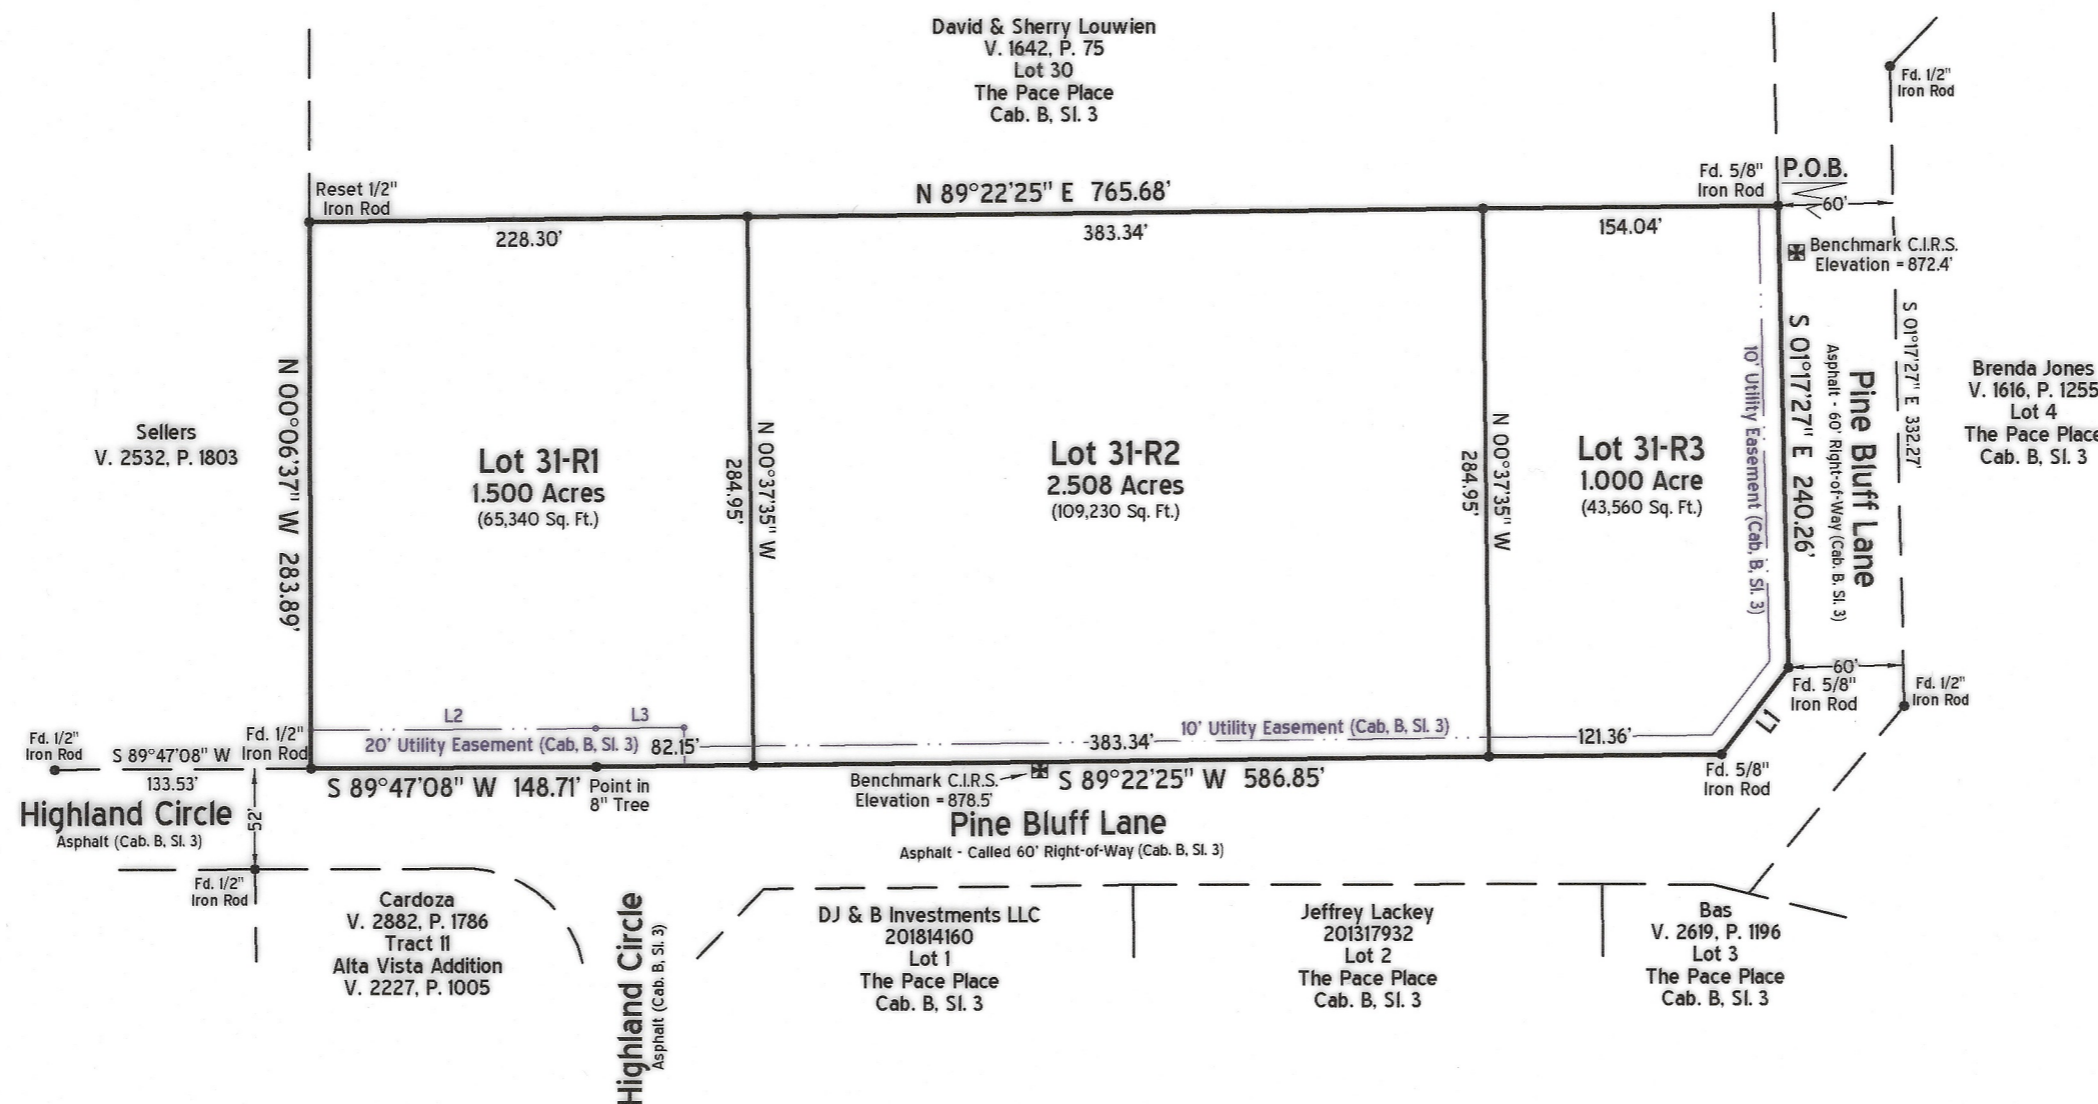 David & Sherry Louwien
V. 1642, P. 75
Lot 30
The Pace Place
Cab. B, Sl. 3
Fd. 1/2"
Iron Rod
Reset 1/2"
Iron Rod
N 89°22'25" E 765.68'
Fd. 5/8"
Iron Rod
P.O.B.
60'
228.30'
383.34'
154.04'
Benchmark C.I.R.S.
Elevation = 872.4'
N 00°06'37" W 283.89'
Sellers
V. 2532, P. 1803
Lot 31-R1
1.500 Acres
(65,340 Sq. Ft.)
N 00°37'35" W
284.95'
Lot 31-R2
2.508 Acres
(109,230 Sq. Ft.)
N 00°37'35" W
284.95'
Lot 31-R3
1.000 Acre
(43,560 Sq. Ft.)
10' Utility Easement (Cab, B, Sl. 3)
S 01°17'27" E 240.26'
Pine Bluff Lane
Asphalt - 60' Right-of-Way (Cab. B, Sl. 3)
S 01°17'27" E 332.27'
Brenda Jones
V. 1616, P. 1255
Lot 4
The Pace Place
Cab. B, Sl. 3
60'
Fd. 5/8"
Iron Rod
Fd. 1/2"
Iron Rod
L1
L2
L3
20' Utility Easement (Cab, B, Sl. 3)
82.15'
383.34'
10' Utility Easement (Cab, B, Sl. 3)
121.36'
Fd. 1/2"
Iron Rod
S 89°47'08" W
133.53'
Fd. 1/2"
Iron Rod
S 89°47'08" W 148.71'
Point in
8" Tree
Benchmark C.I.R.S.
Elevation = 878.5'
S 89°22'25" W 586.85'
Fd. 5/8"
Iron Rod
Highland Circle
Asphalt (Cab. B, Sl. 3)
52'
Pine Bluff Lane
Asphalt - Called 60' Right-of-Way (Cab. B, Sl. 3)
Fd. 1/2"
Iron Rod
Cardoza
V. 2882, P. 1786
Tract 11
Alta Vista Addition
V. 2227, P. 1005
Highland Circle
Asphalt (Cab. B, Sl. 3)
DJ & B Investments LLC
201814160
Lot 1
The Pace Place
Cab. B, Sl. 3
Jeffrey Lackey
201317932
Lot 2
The Pace Place
Cab. B, Sl. 3
Bas
V. 2619, P. 1196
Lot 3
The Pace Place
Cab. B, Sl. 3